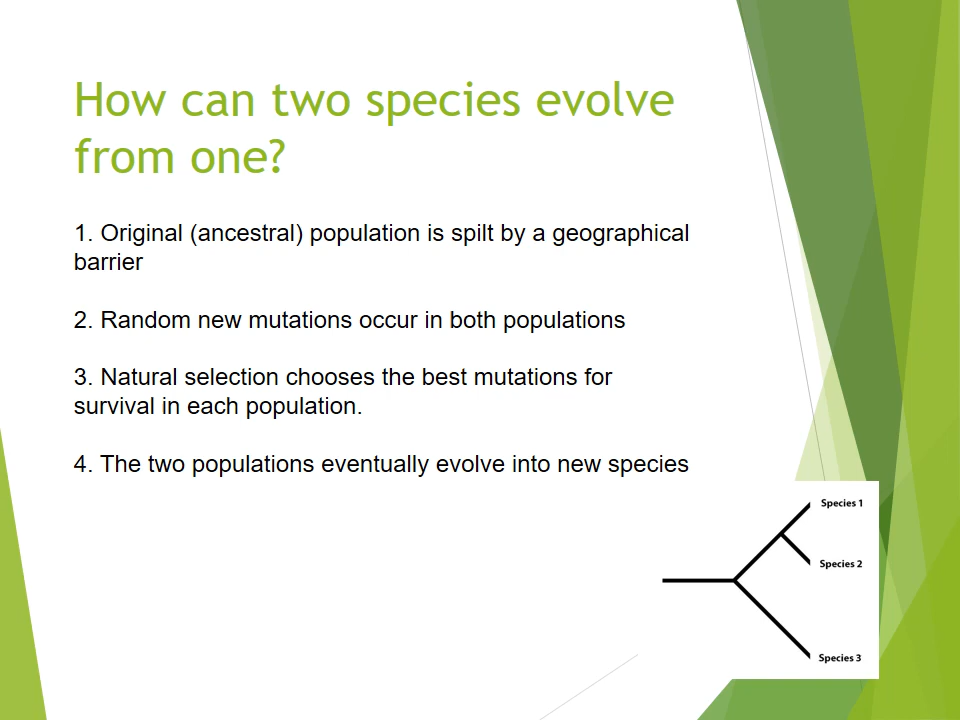 How can two species evolve
from one?
1. Original (ancestral) population is spilt by a geographical
barrier
2. Random new mutations occur in both populations
3. Natural selection chooses the best mutations for
survival in each population.
4. The two populations eventually evolve into new species
Species 1
Species 2
Species 3